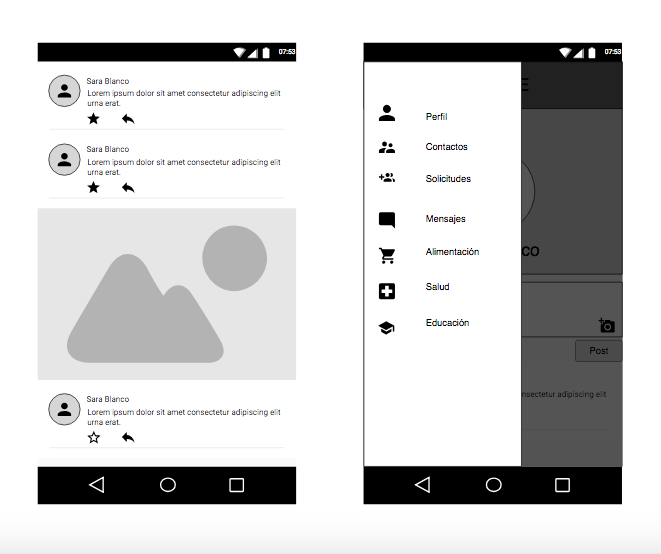 07:53
Sara Blanco
Lorem ipsum dolor sit amet consectetur adipiscing elit
urna erat.
Sara Blanco
Lorem ipsum dolor sit amet consectetur adipiscing elit
urna erat.
Sara Blanco
Lorem ipsum dolor sit amet consectetur adipiscing elit
urna erat.
07:53
Perfil
Contactos
Solicitudes
Mensajes
Alimentación
Salud
Educación
CO
Post
nsectetur adipiscing elit